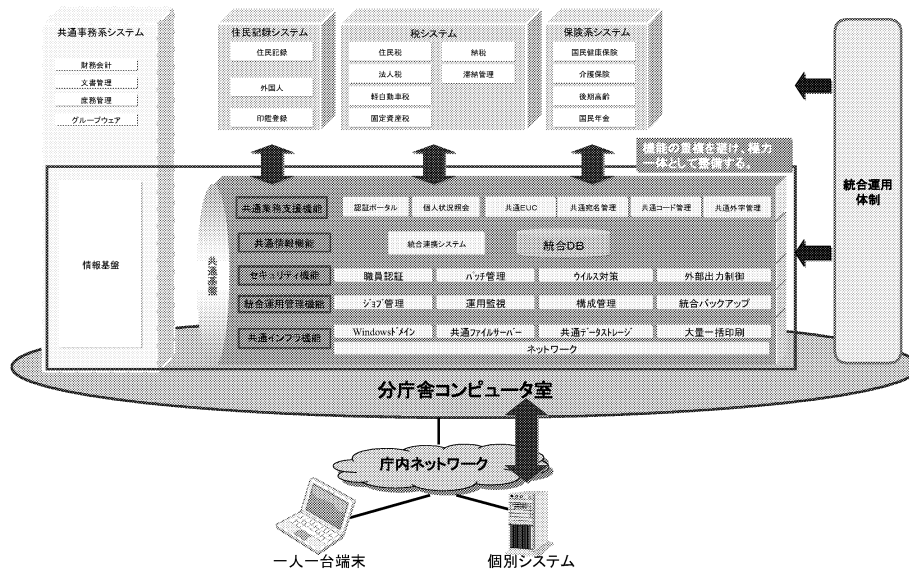 共通事務系システム
財務会計
文書管理
庶務管理
グループウェア
住民記録システム
住民記録
外国人
印鑑登録
税システム
住民税
納税
法人税
滞納管理
軽自動車税
固定資産税
保険系システム
国民健康保険
介護保険
後期高齢
国民年金
機能の重複を避け、極力
一体として整備する。
統合運用
体制
情報基盤
共通基盤
共通業務支援機能
認証ポータル
個人状況照会
共通EUC
共通宛名管理
共通コード管理
共通外字管理
共通情報機能
統合連携システム
統合DB
セキュリティ機能
職員認証
パッチ管理
ウイルス対策
外部出力制御
統合運用管理機能
ジョブ管理
運用監視
構成管理
統合バックアップ
共通インフラ機能
Windowsドメイン
共通ファイルサーバー
共通データストレージ
大量一括印刷
ネットワーク
分庁舎コンピュータ室
庁内ネットワーク
一人一台端末
個別システム